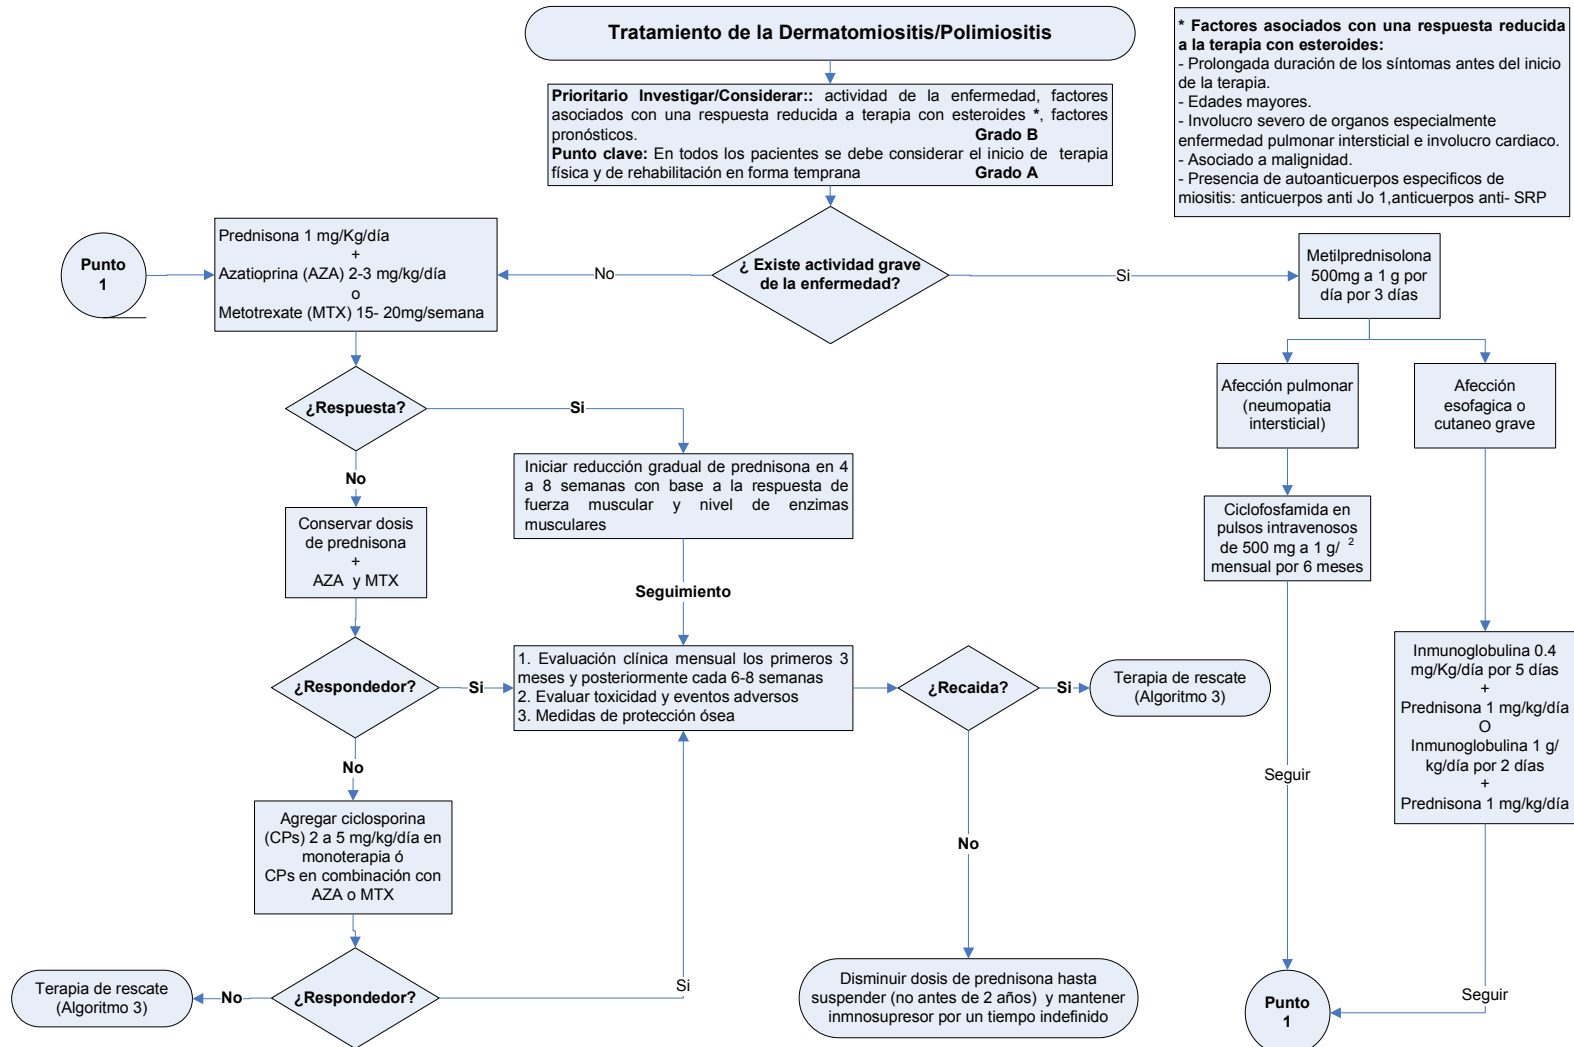 Tratamiento de la Dermatomiositis/Polimiositis
* Factores asociados con una respuesta reducida
a la terapia con esteroides:
- Prolongada duración de los síntomas antes del inicio
de la terapia.
- Edades mayores.
- Involucro severo de organos especialmente
enfermedad pulmonar intersticial e involucro cardiaco.
- Asociado a malignidad.
- Presencia de autoanticuerpos especificos de
miositis: anticuerpos anti Jo 1,anticuerpos anti- SRP
Prioritario Investigar/Considerar:: actividad de la enfermedad, factores
asociados con una respuesta reducida a terapia con esteroides *, factores
pronósticos. Grado B
Punto clave: En todos los pacientes se debe considerar el inicio de terapia
física y de rehabilitación en forma temprana Grado A
Punto
1
Prednisona 1 mg/Kg/día
+
Azatioprina (AZA) 2-3 mg/kg/día
o
Metotrexate (MTX) 15- 20mg/semana
No
¿ Existe actividad grave
de la enfermedad?
Si
Metilprednisolona
500mg a 1 g por
día por 3 días
¿Respuesta?
Si
Afección pulmonar
(neumopatia
intersticial)
Afección
esofagica o
cutaneo grave
No
Iniciar reducción gradual de prednisona en 4
a 8 semanas con base a la respuesta de
fuerza muscular y nivel de enzimas
musculares
Conservar dosis
de prednisona
+
AZA y MTX
Ciclofosfamida en
pulsos intravenosos
de 500 mg a 1 g/ 2
mensual por 6 meses
Seguimiento
¿Respondedor?
Si
1. Evaluación clínica mensual los primeros 3
meses y posteriormente cada 6-8 semanas
2. Evaluar toxicidad y eventos adversos
3. Medidas de protección ósea
¿Recaida?
Si
Terapia de rescate
(Algoritmo 3)
Inmunoglobulina 0.4
mg/Kg/día por 5 días
+
Prednisona 1 mg/kg/día
O
Inmunoglobulina 1 g/
kg/día por 2 días
+
Prednisona 1 mg/kg/día
No
Seguir
Agregar ciclosporina
(CPs) 2 a 5 mg/kg/día en
monoterapia ó
CPs en combinación con
AZA o MTX
No
Terapia de rescate
(Algoritmo 3)
No
¿Respondedor?
Si
Disminuir dosis de prednisona hasta
suspender (no antes de 2 años) y mantener
inmnosupresor por un tiempo indefinido
Punto
1
Seguir